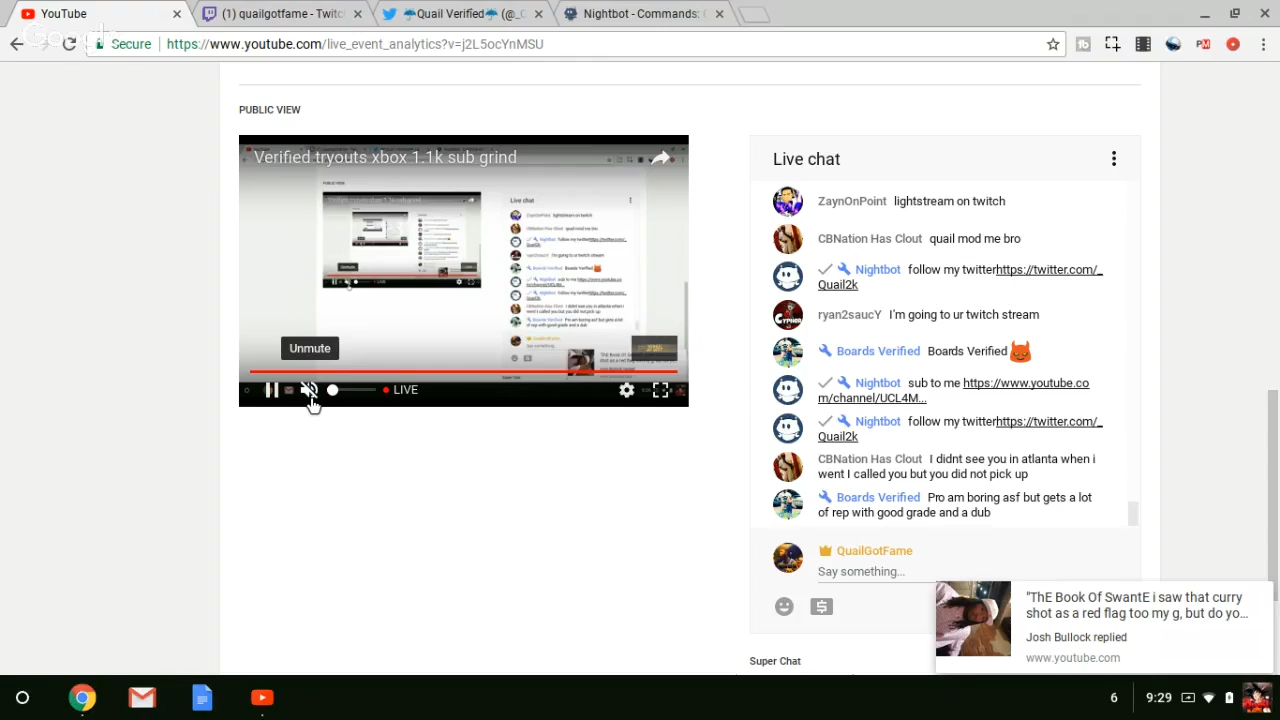 YouTube
(1) quailgotfame - Twitch
Quail Verified
(@_Q
Nightbot - Commands: C
Secure
https://www.youtube.com/live_event_analytics?v=j2L5ocYnMSU
PUBLIC VIEW
Verified tryouts xbox 1.1k sub grind
Live chat
Unmute
LIVE
Live chat
ZaynOnPoint lightstream on twitch
CBNation Has Clout quail mod me bro
Nightbot follow my twitterhttps://twitter.com/_
Quail2k
ryan2saucY I'm going to ur twitch stream
Boards Verified Boards Verified
Nightbot sub to me https://www.youtube.co
m/channel/UCL4M...
Nightbot follow my twitterhttps://twitter.com/_
Quail2k
CBNation Has Clout I didnt see you in atlanta when i
went I called you but you did not pick up
Boards Verified Pro am boring asf but gets a lot
of rep with good grade and a dub
QuailGotFame
Say something...
"ThE Book Of SwantE i saw that curry
shot as a red flag too my g, but do yo...
Josh Bullock replied
www.youtube.com
Super Chat
6
9:29